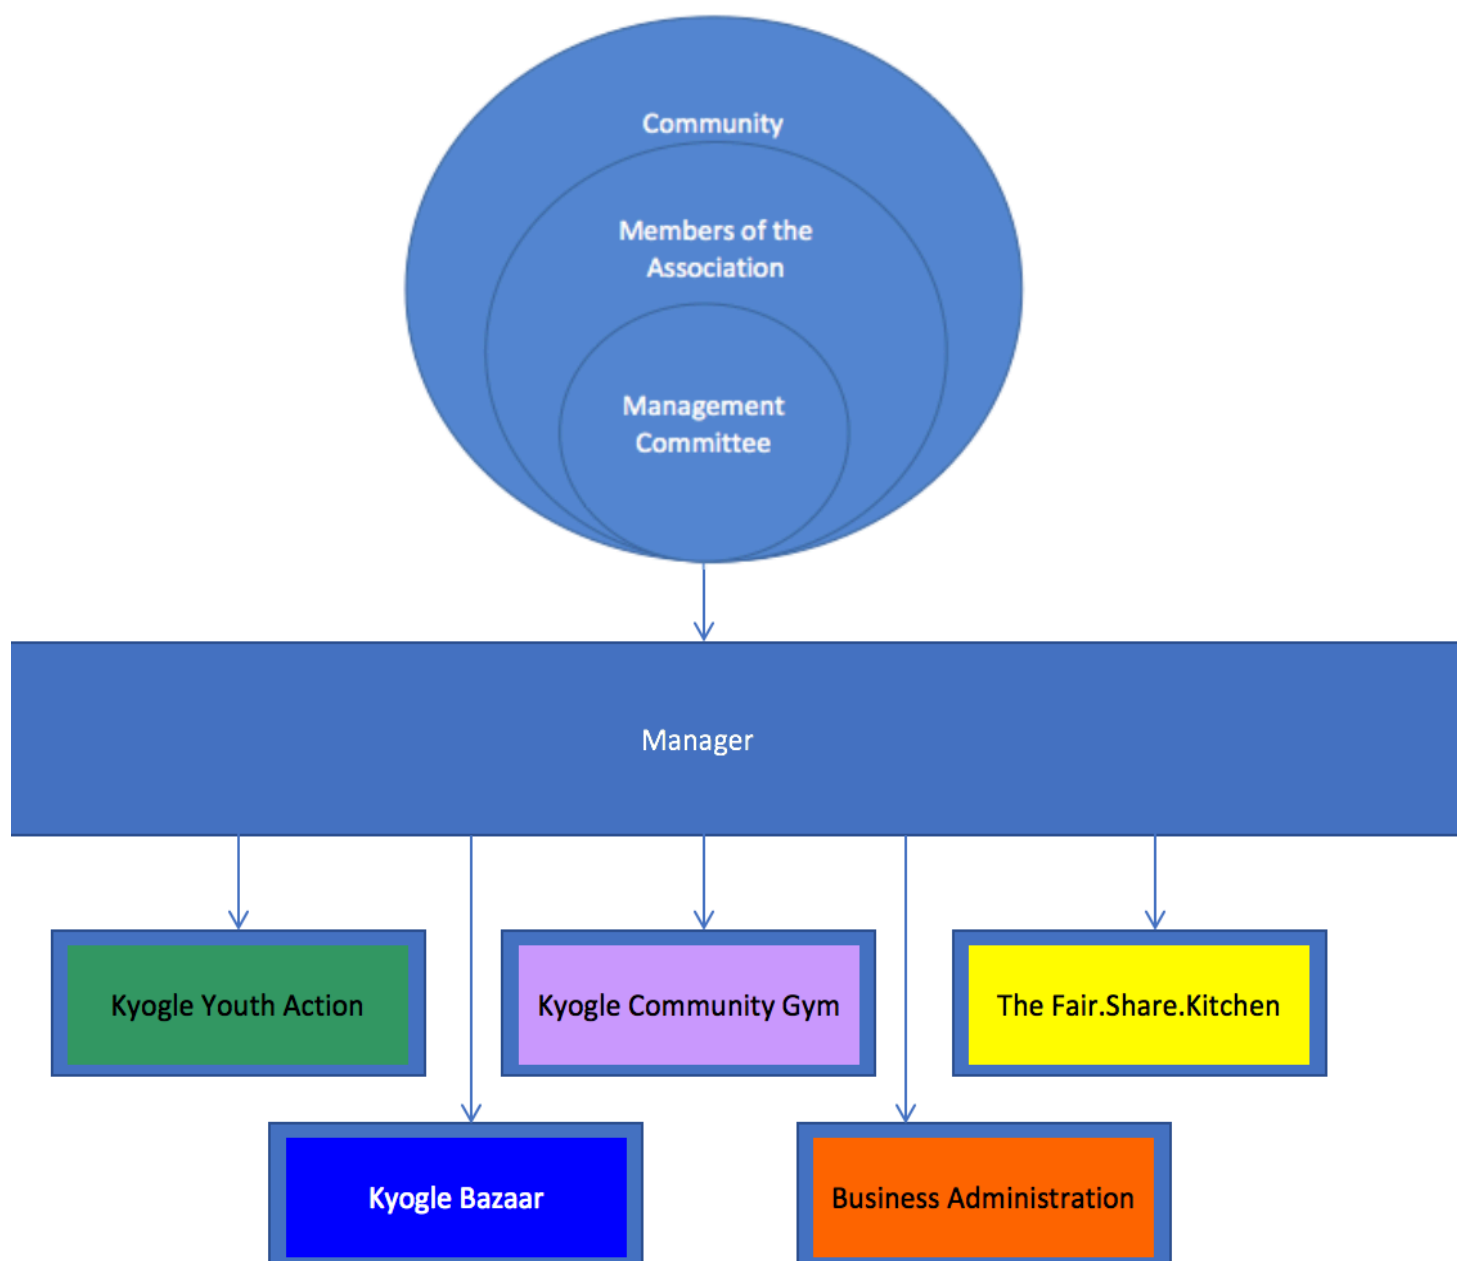 Community
Members of the
Association
Management
Committee
Manager
Kyogle Youth Action
Kyogle Community Gym
The Fair.Share.Kitchen
Kyogle Bazaar
Business Administration